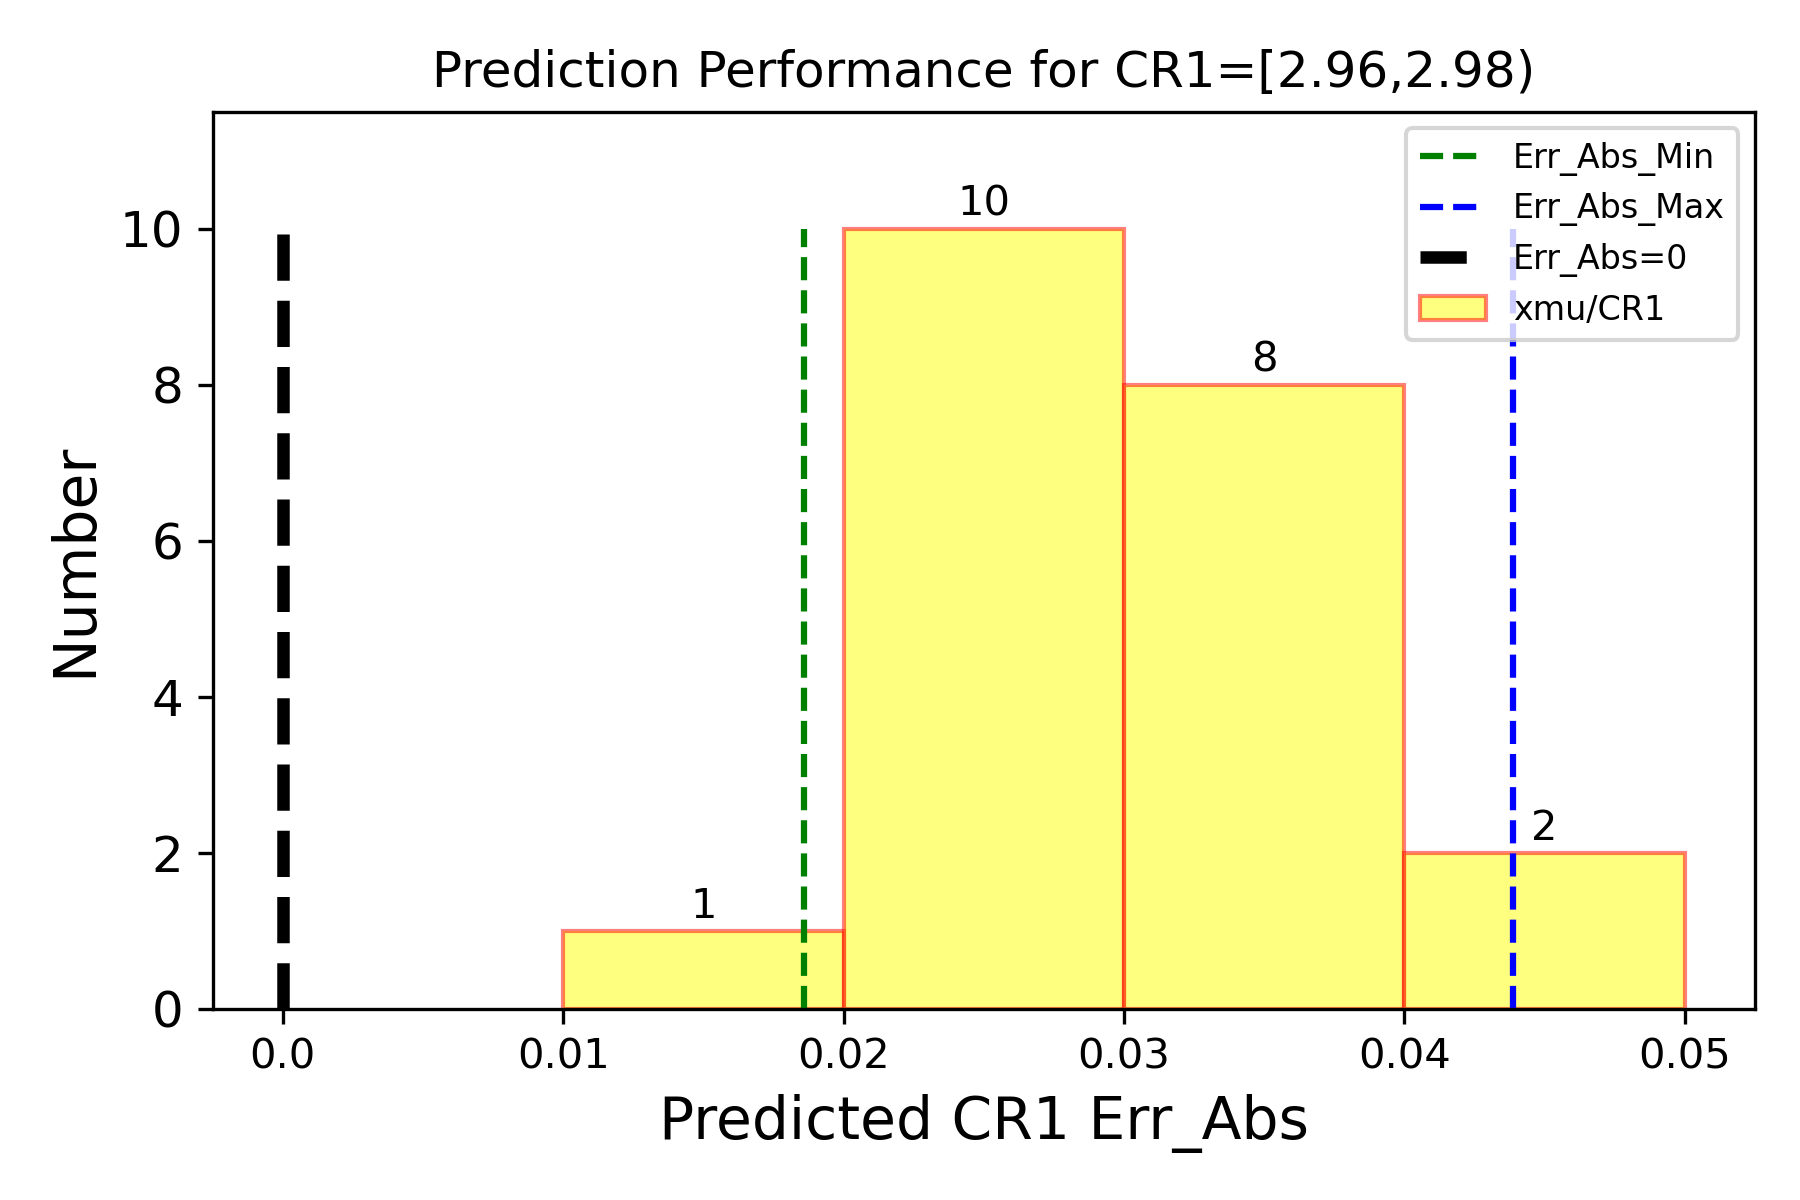 Prediction Performance for CR1=[2.96,2.98)
Err_Abs_Min
Err_Abs_Max
Err_Abs=0
xmu/CR1
10
8
2
1
Number
10
8
6
4
2
0
0.0 0.01 0.02 0.03 0.04 0.05
Predicted CR1 Err_Abs